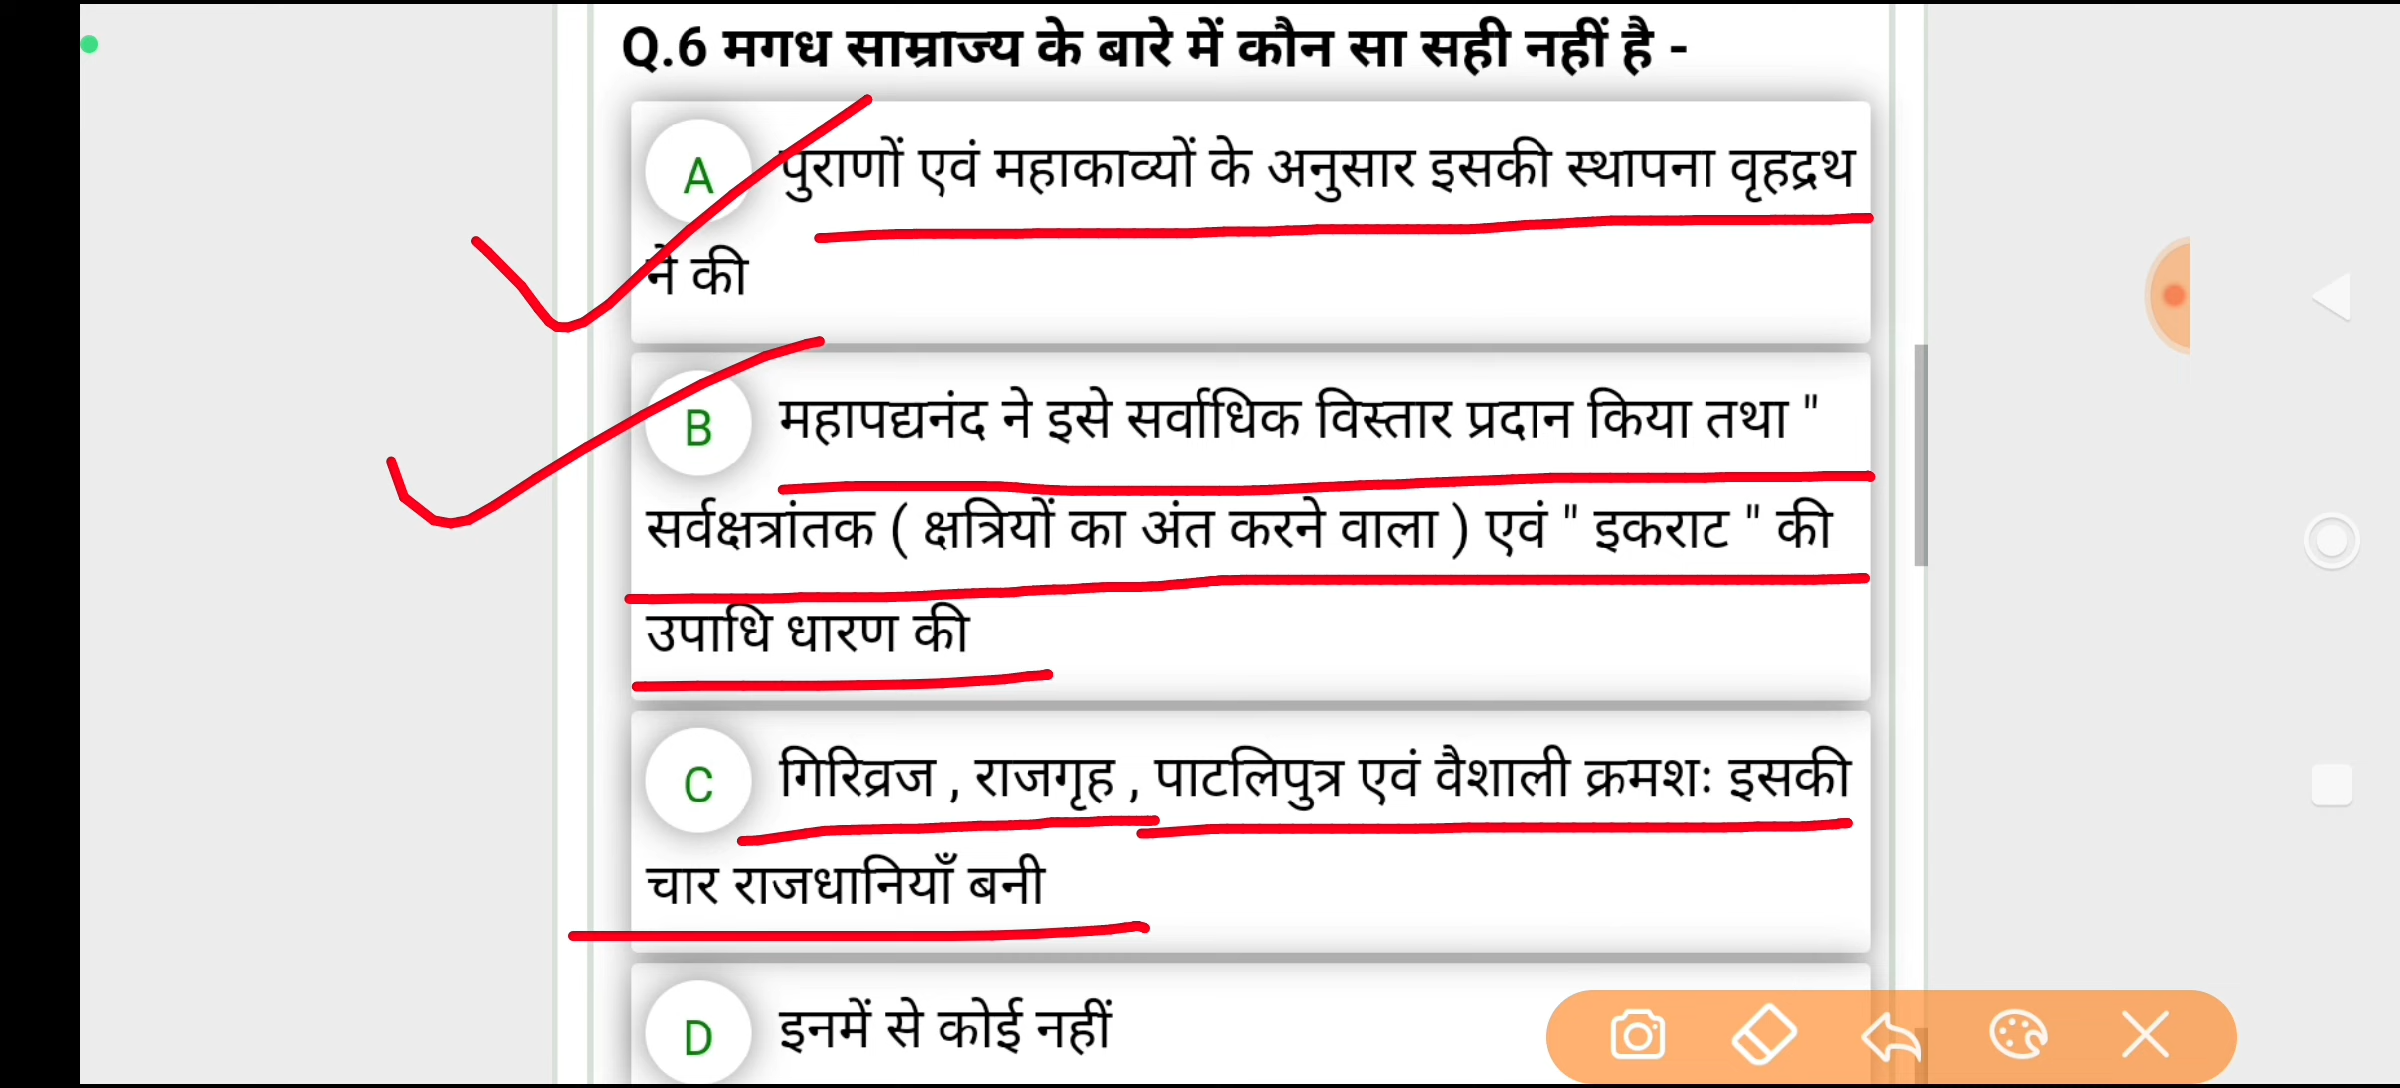 Q.6 मगध साम्राज्य के बारे में कौन सा सही नहीं है -
A पुराणों एवं महाकाव्यों के अनुसार इसकी स्थापना वृहद्रथ
ने की
B महापद्यनंद ने इसे सर्वाधिक विस्तार प्रदान किया तथा "
सर्वक्षत्रांतक ( क्षत्रियों का अंत करने वाला ) एवं " इकराट " की
उपाधि धारण की
C गिरिव्रज , राजगृह , पाटलिपुत्र एवं वैशाली क्रमशः इसकी
चार राजधानियाँ बनी
D इनमें से कोई नहीं